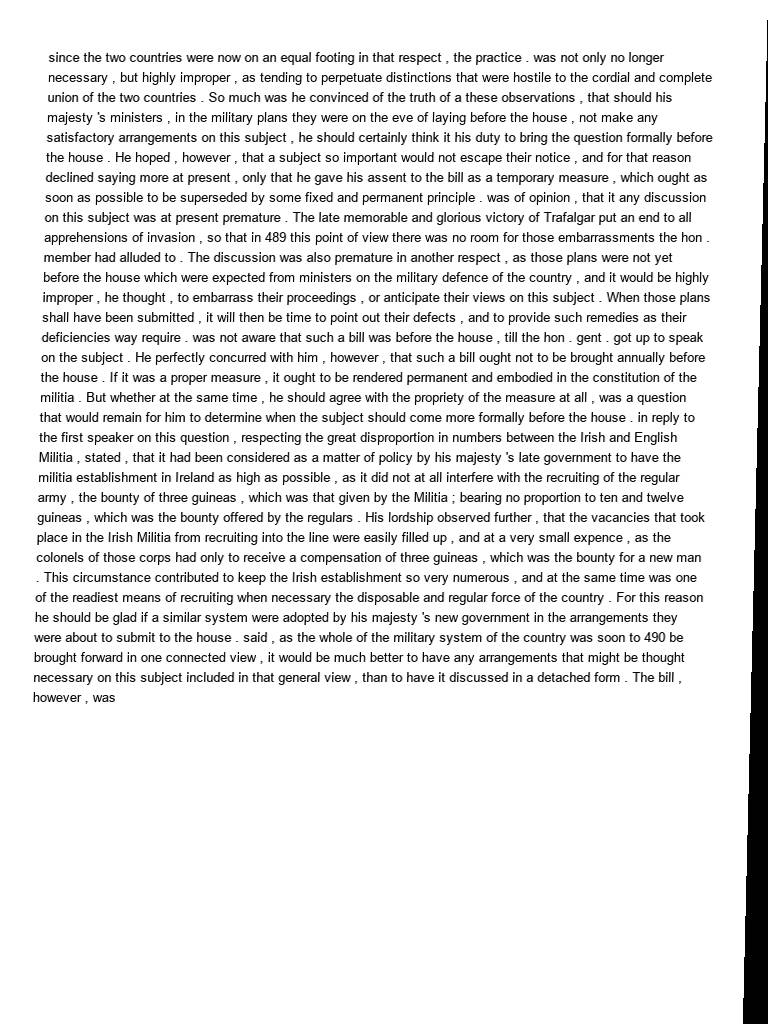 since the two countries were now on an equal footing in that respect , the practice . was not only no longer
necessary , but highly improper , as tending to perpetuate distinctions that were hostile to the cordial and complete
union of the two countries . So much was he convinced of the truth of a these observations , that should his
majesty 's ministers , in the military plans they were on the eve of laying before the house , not make any
satisfactory arrangements on this subject , he should certainly think it his duty to bring the question formally before
the house . He hoped , however , that a subject so important would not escape their notice , and for that reason
declined saying more at present , only that he gave his assent to the bill as a temporary measure , which ought as
soon as possible to be superseded by some fixed and permanent principle . was of opinion , that it any discussion
on this subject was at present premature . The late memorable and glorious victory of Trafalgar put an end to all
apprehensions of invasion , so that in 489 this point of view there was no room for those embarrassments the hon .
member had alluded to . The discussion was also premature in another respect , as those plans were not yet
before the house which were expected from ministers on the military defence of the country , and it would be highly
improper , he thought , to embarrass their proceedings , or anticipate their views on this subject . When those plans
shall have been submitted , it will then be time to point out their defects , and to provide such remedies as their
deficiencies way require . was not aware that such a bill was before the house , till the hon . gent . got up to speak
on the subject . He perfectly concurred with him , however , that such a bill ought not to be brought annually before
the house . If it was a proper measure , it ought to be rendered permanent and embodied in the constitution of the
militia . But whether at the same time , he should agree with the propriety of the measure at all , was a question
that would remain for him to determine when the subject should come more formally before the house . in reply to
the first speaker on this question , respecting the great disproportion in numbers between the Irish and English
Militia , stated , that it had been considered as a matter of policy by his majesty 's late government to have the
militia establishment in Ireland as high as possible , as it did not at all interfere with the recruiting of the regular
army , the bounty of three guineas , which was that given by the Militia ; bearing no proportion to ten and twelve
guineas , which was the bounty offered by the regulars . His lordship observed further , that the vacancies that took
place in the Irish Militia from recruiting into the line were easily filled up , and at a very small expence , as the
colonels of those corps had only to receive a compensation of three guineas , which was the bounty for a new man
. This circumstance contributed to keep the Irish establishment so very numerous , and at the same time was one
of the readiest means of recruiting when necessary the disposable and regular force of the country . For this reason
he should be glad if a similar system were adopted by his majesty 's new government in the arrangements they
were about to submit to the house . said , as the whole of the military system of the country was soon to 490 be
brought forward in one connected view , it would be much better to have any arrangements that might be thought
necessary on this subject included in that general view , than to have it discussed in a detached form . The bill ,
however , was